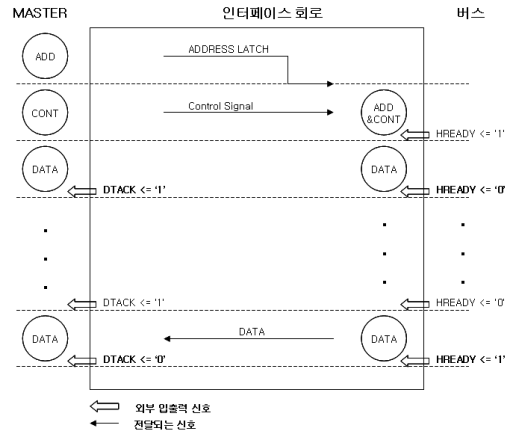 MASTER 인터페이스 회로 버스
ADD ADDRESS LATCH
CONT Control Signal ADD
&CONT
HREADY <= '1'
DATA DATA
DTACK <= '1' HREADY <= '0'
DTACK <= '1' HREADY <= '0'
DATA DATA DATA
DTACK <= '0' HREADY <= '1'
외부 입출력 신호
전달되는 신호